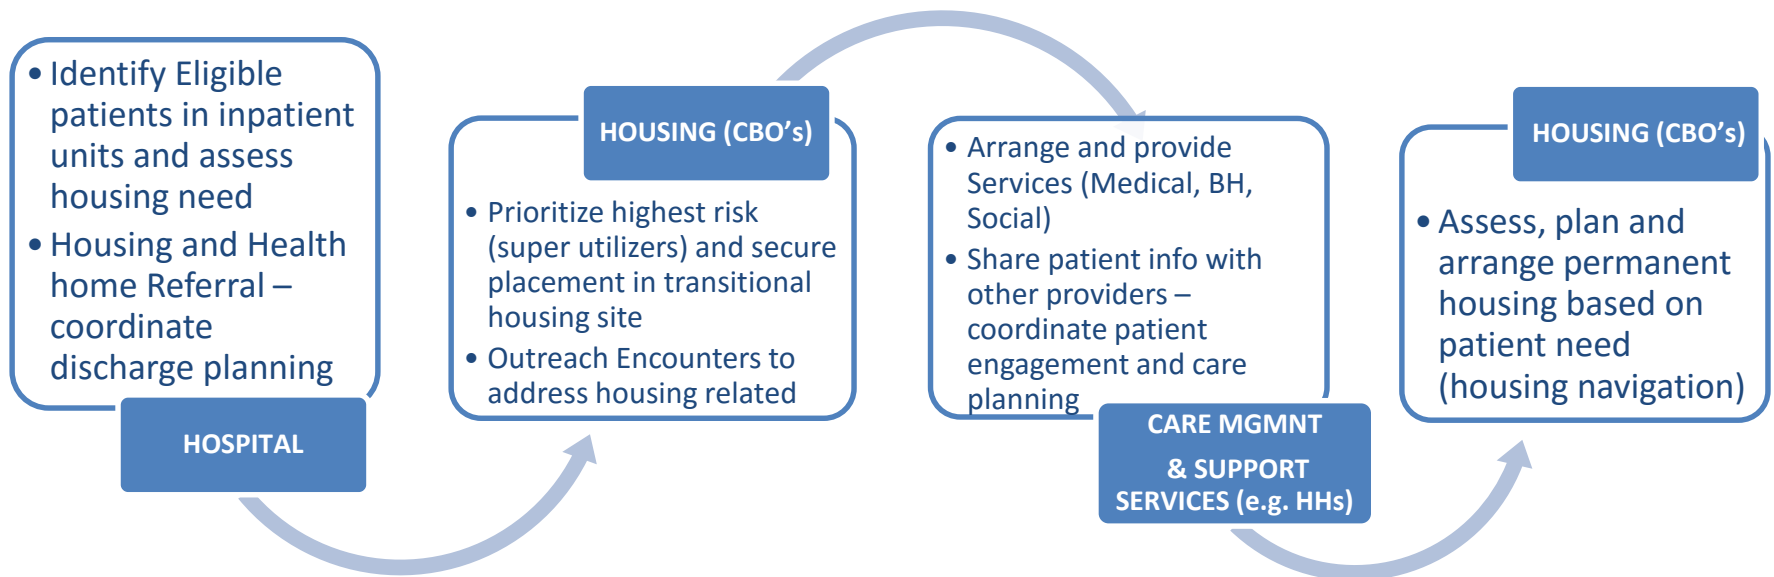 • Identify Eligible
patients in inpatient
units and assess
housing need
• Housing and Health
home Referral –
coordinate
discharge planning
HOSPITAL
HOUSING (CBO’s)
• Prioritize highest risk
(super utilizers) and secure
placement in transitional
housing site
• Outreach Encounters to
address housing related
• Arrange and provide
Services (Medical, BH,
Social)
• Share patient info with
other providers –
coordinate patient
engagement and care
planning
CARE MGMNT
& SUPPORT
SERVICES (e.g. HHs)
HOUSING (CBO’s)
• Assess, plan and
arrange permanent
housing based on
patient need
(housing navigation)